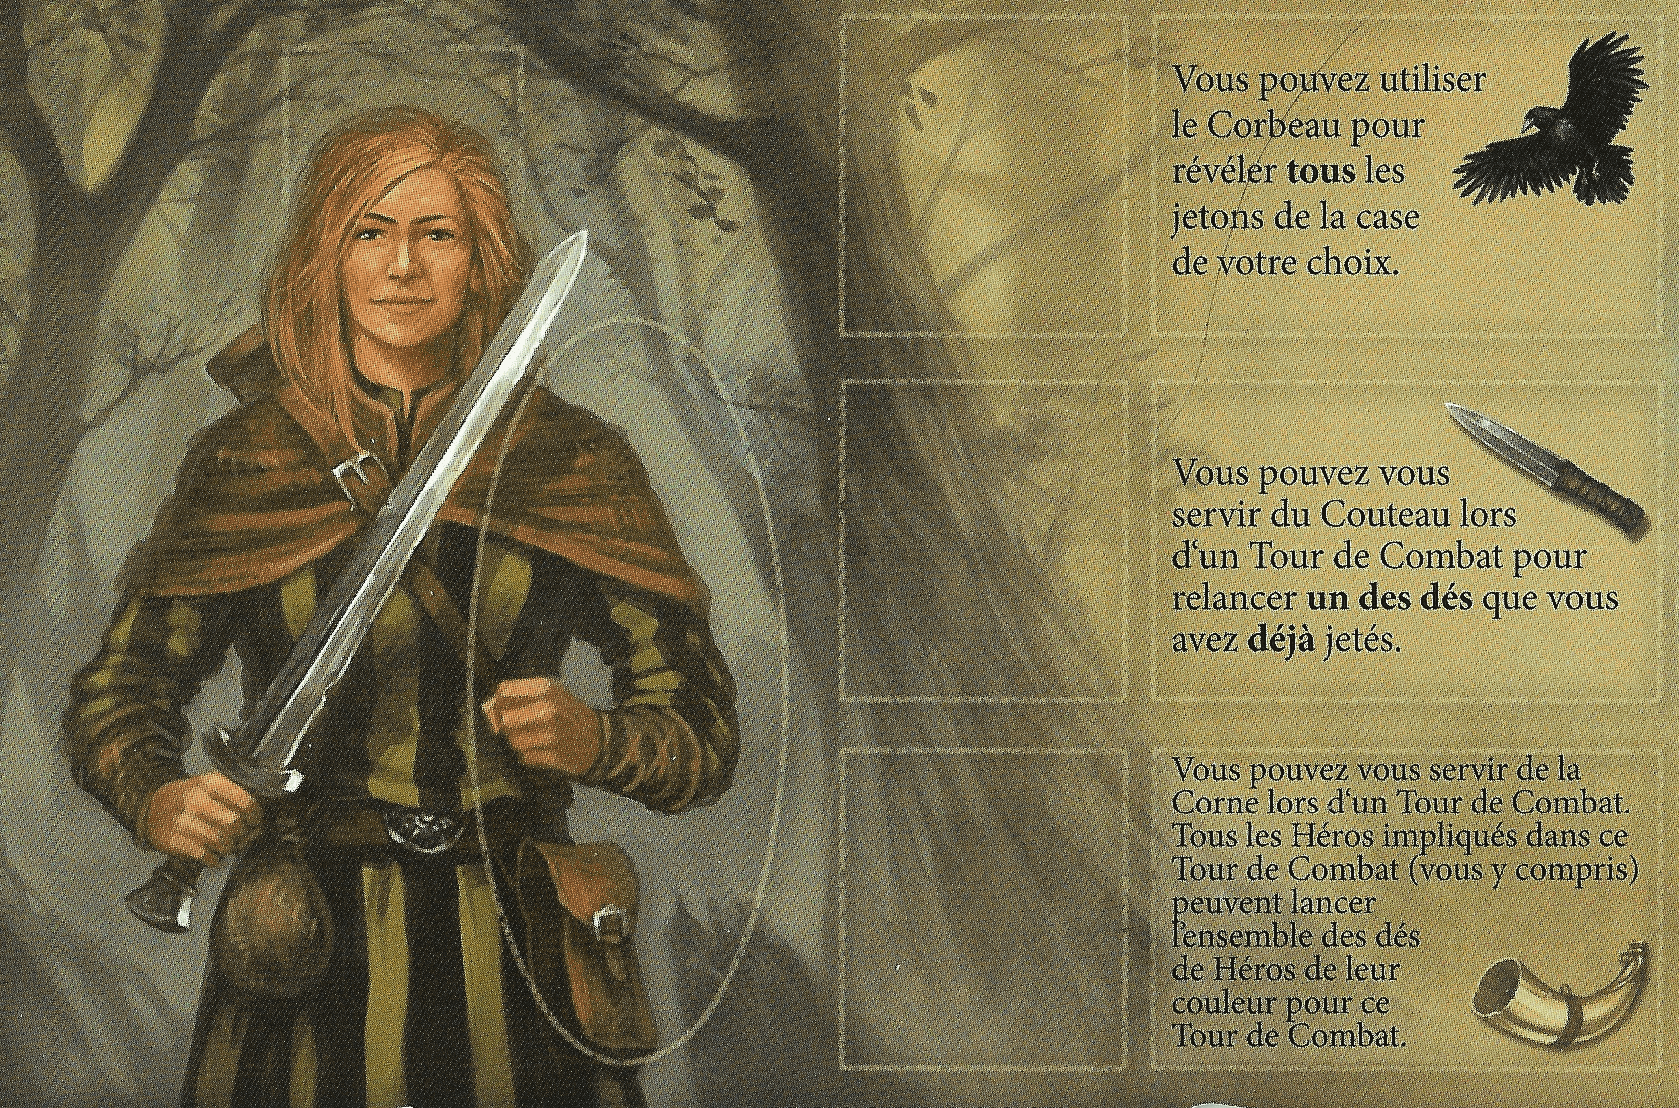 Vous pouvez utiliser
le Corbeau pour
révéler tous les
jetons de la case
de votre choix.
Vous pouvez vous
servir du Couteau lors
d‘un Tour de Combat pour
relancer un des dés que vous
avez déjà jetés.
Vous pouvez vous servir de la
Corne lors d‘un Tour de Combat.
Tous les Héros impliqués dans ce
Tour de Combat (vous y compris)
peuvent lancer
l‘ensemble des dés
de Héros de leur
couleur pour ce
Tour de Combat.